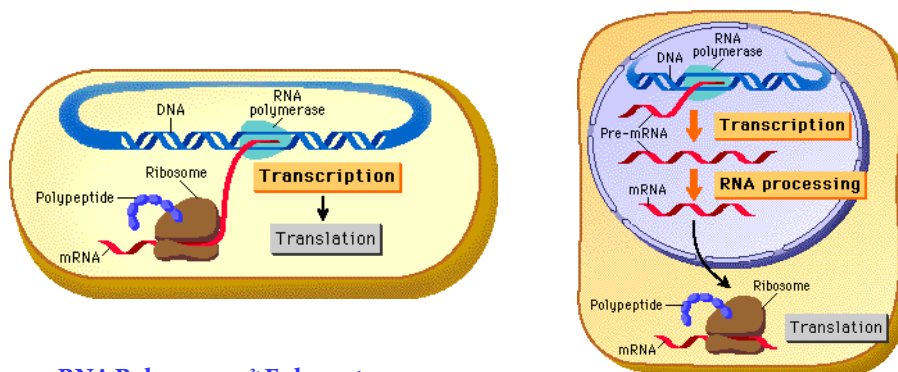 DNA
RNA
polymerase
Transcription
Ribosome
Polypeptide
Translation
mRNA
RNA
polymerase
DNA
Transcription
Pre-mRNA
RNA processing
mRNA
Ribosome
Polypeptide
Translation
mRNA